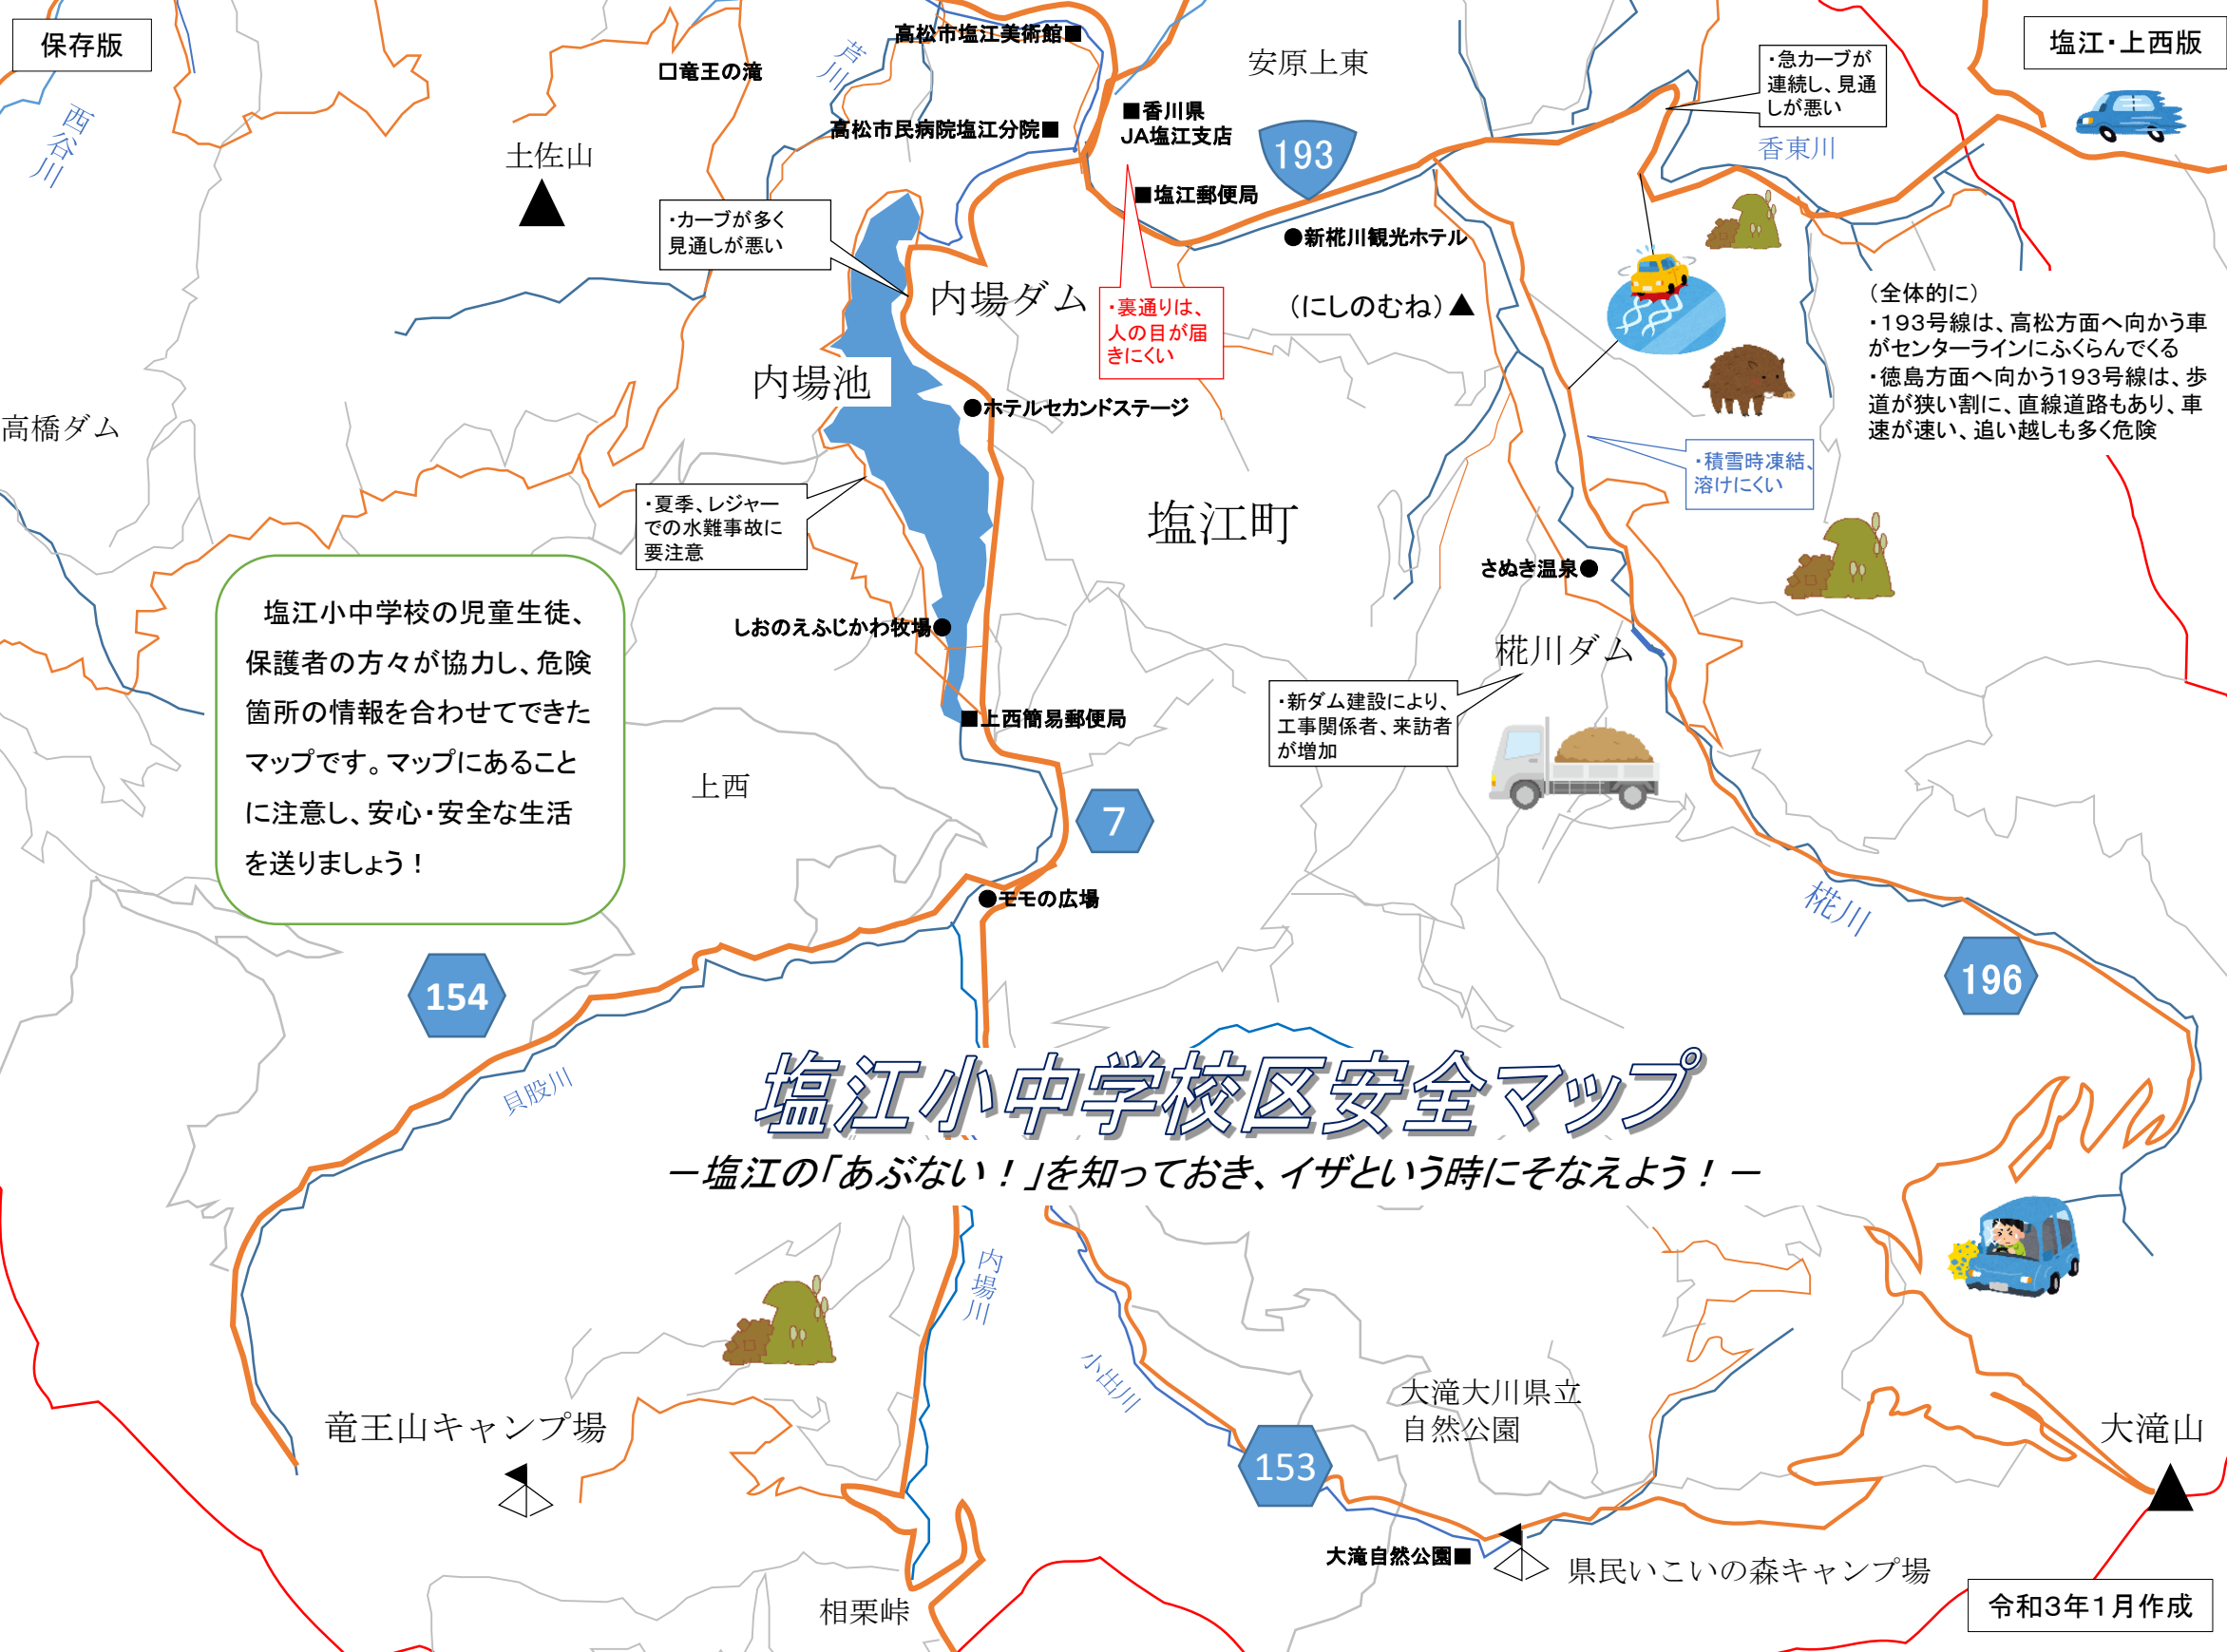 保存版
塩江・上西版
高松市塩江美術館■
口竜王の滝
芦川
安原上東
・急カーブが
連続し、見通
しが悪い
西谷川
■香川県
JA塩江支店
高松市民病院塩江分院■
193
香東川
土佐山
■塩江郵便局
・カーブが多く
見通しが悪い
●新椛川観光ホテル
内場ダム
(にしのむね)▲
・裏通りは、
人の目が届
きにくい
(全体的に)
・193号線は、高松方面へ向かう車
がセンターラインにふくらんでくる
・徳島方面へ向かう193号線は、歩
道が狭い割に、直線道路もあり、車
速が速い、追い越しも多く危険
内場池
●ホテルセカンドステージ
高橋ダム
・積雪時凍結、
溶けにくい
・夏季、レジャー
での水難事故に
要注意
塩江町
さぬき温泉●
塩江小中学校の児童生徒、
保護者の方々が協力し、危険
箇所の情報を合わせてできた
マップです。マップにあること
に注意し、安心・安全な生活
を送りましょう!
しおのえふじかわ牧場●
椛川ダム
・新ダム建設により、
工事関係者、来訪者
が増加
■上西簡易郵便局
上西
7
●モモの広場
椛川
154
196
貝股川
塩江小中学校区安全マップ
ー塩江の「あぶない!」を知っておき、イザという時にそなえよう!ー
内場川
小出川
大滝大川県立
自然公園
竜王山キャンプ場
大滝山
153
大滝自然公園■
県民いこいの森キャンプ場
相栗峠
令和3年1月作成